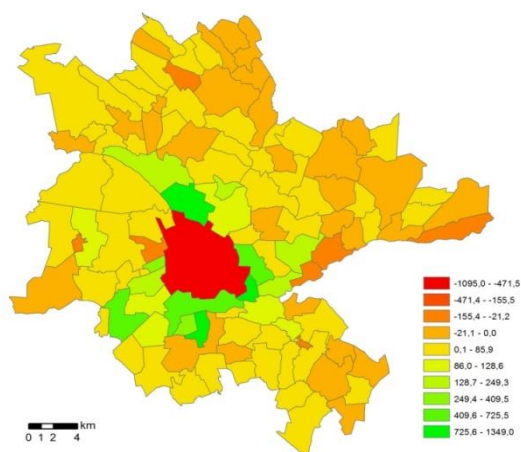 -1095,0 - -471,5
-471,4 - -155,5
-155,4 - -21,2
-21,1 - 0,0
0,1 - 85,9
86,0 - 128,6
128,7 - 249,3
249,4 - 409,5
409,6 - 725,5
725,6 - 1349,0
km
0 1 2 4